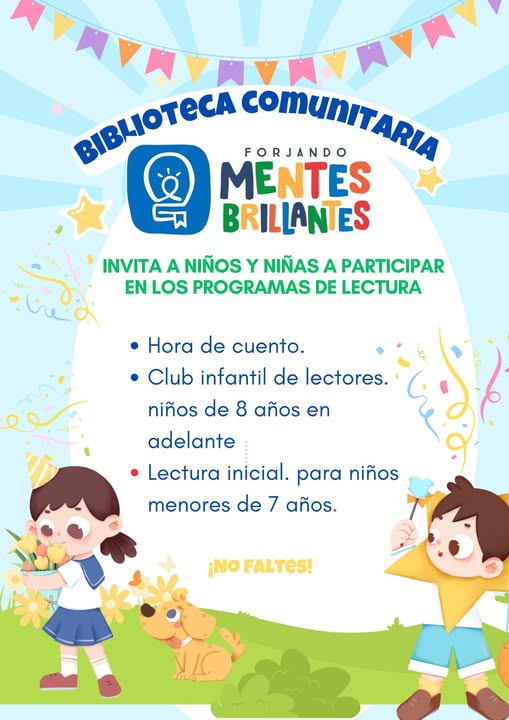 BIBLIOTECA COMUNITARIA
FORJANDO
MENTES
BRILLANTES
INVITA A NIÑOS Y NIÑAS A PARTICIPAR
EN LOS PROGRAMAS DE LECTURA
• Hora de cuento.
• Club infantil de lectores.
niños de 8 años en
adelante
• Lectura inicial. para niños
menores de 7 años.
¡NO FALTES!